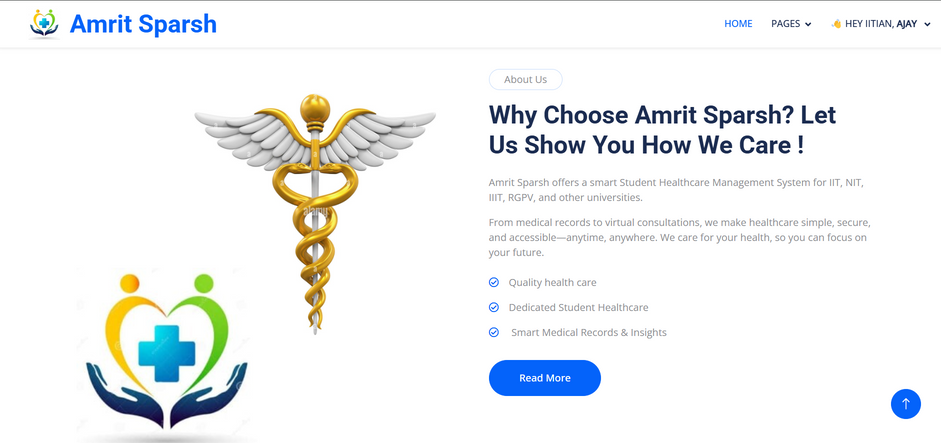 Amrit Sparsh
HOME
PAGES
👋 HEY IITIAN, AJAY
About Us
Why Choose Amrit Sparsh? Let
Us Show You How We Care !
Amrit Sparsh offers a smart Student Healthcare Management System for IIT, NIT,
IIIT, RGPV, and other universities.
From medical records to virtual consultations, we make healthcare simple, secure,
and accessible—anytime, anywhere. We care for your health, so you can focus on
your future.
Quality health care
Dedicated Student Healthcare
Smart Medical Records & Insights
Read More
alamy